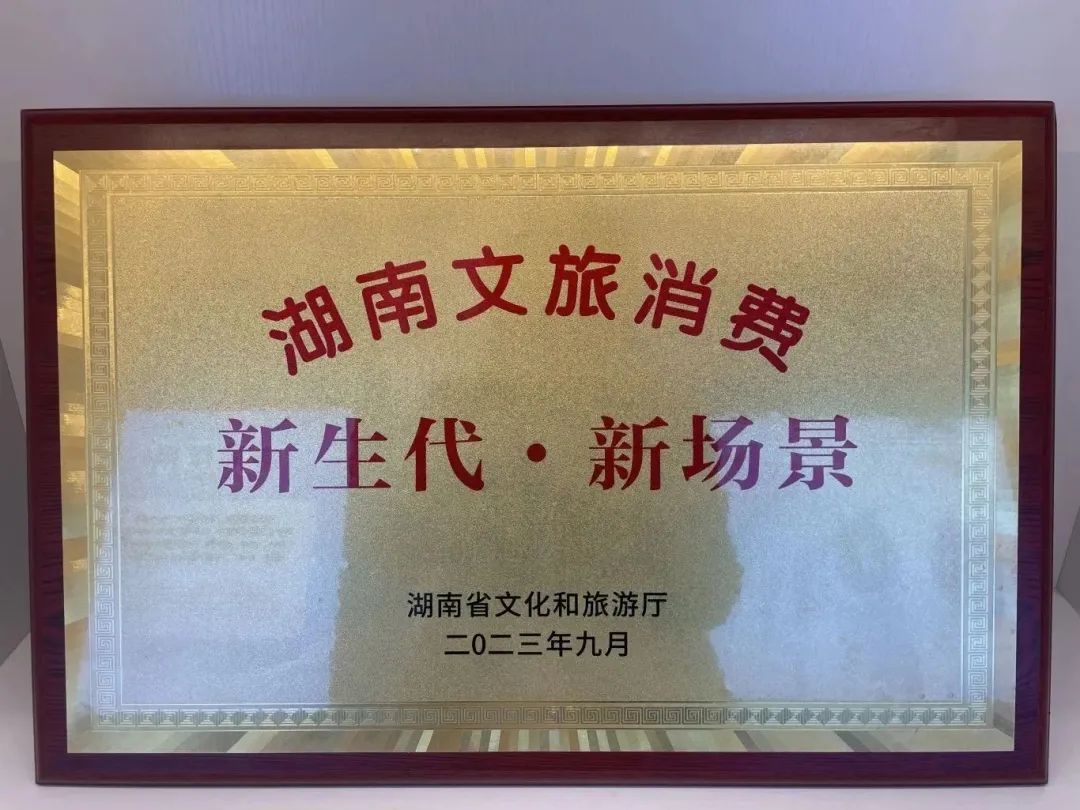 湖南文旅消费
新生代·新场景
湖南省文化和旅游厅
二0二三年九月